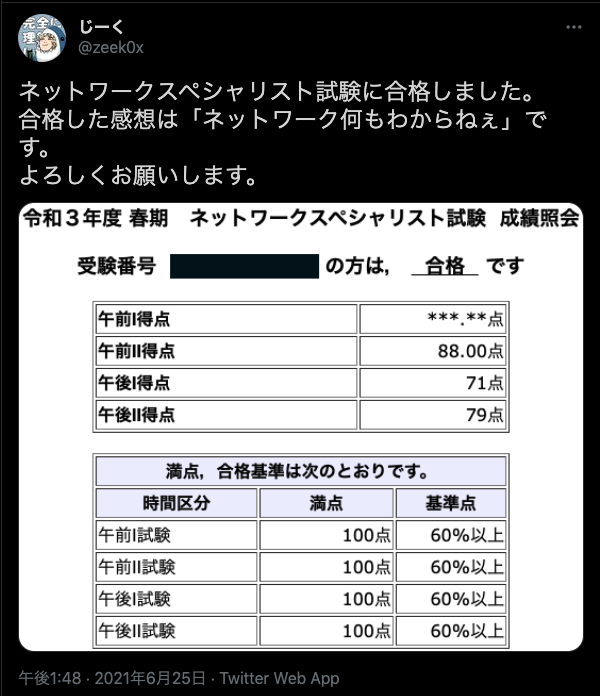 完全に
理
じーく
@zeek0x
ネットワークスペシャリスト試験に合格しました。
合格した感想は「ネットワーク何もわからねぇ」で
す。
よろしくお願いします。
令和３年度 春期　ネットワークスペシャリスト試験　成績照会
受験番号 の方は， 合格 です
午前Ⅰ得点 ***.**点
午前Ⅱ得点 88.00点
午後Ⅰ得点 71点
午後Ⅱ得点 79点
満点，合格基準は次のとおりです。
時間区分 満点 基準点
午前Ⅰ試験 100点 60%以上
午前Ⅱ試験 100点 60%以上
午後Ⅰ試験 100点 60%以上
午後Ⅱ試験 100点 60%以上
午後1:48 · 2021年6月25日 · Twitter Web App